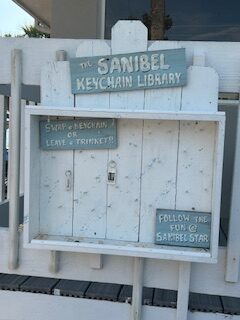 THE SANIBEL
KEYCHAIN LIBRARY
SWAP A KEYCHAIN
OR
LEAVE A TRINKET!!
FOLLOW THE
FUN @
SANIBEL STAR